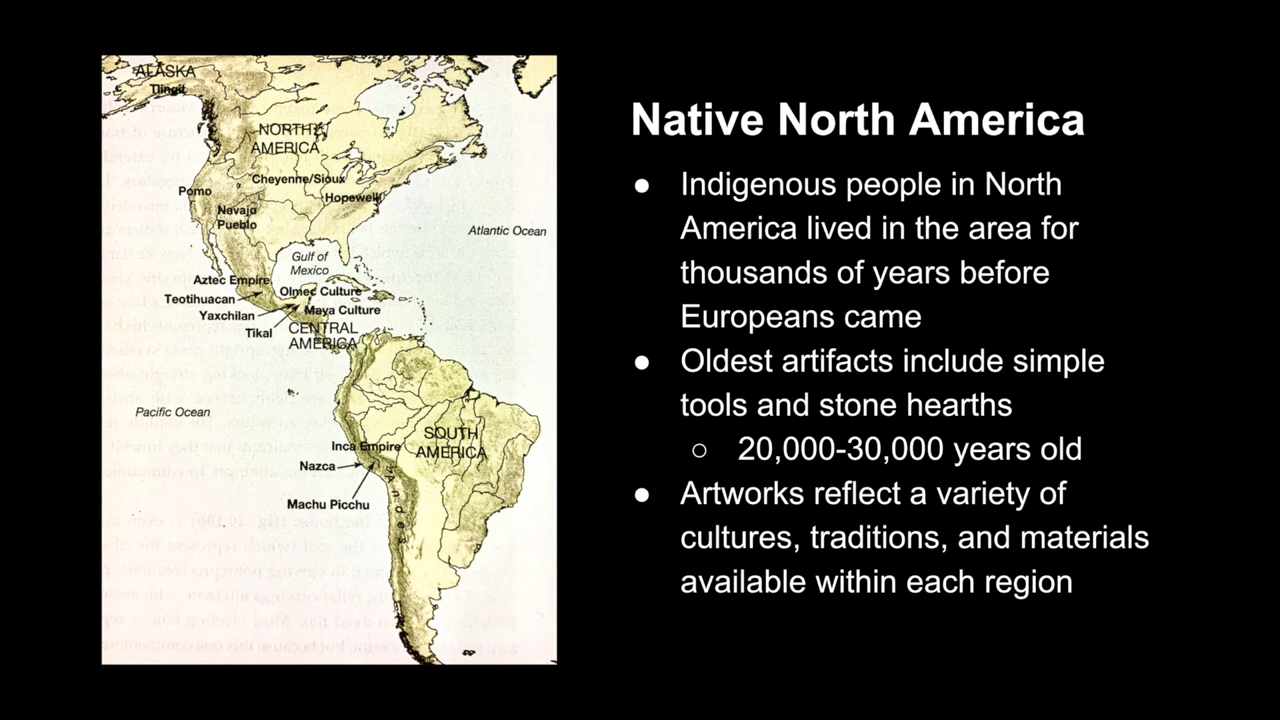 ALASKA
Tlingit
NORTH
AMERICA
Cheyenne/Sioux
Pomo
Hopewell
Navajo
Pueblo
Atlantic Ocean
Gulf of
Mexico
Aztec Empire
Olmec Culture
Teotihuacan
Maya Culture
Yaxchilan
Tikal
CENTRAL
AMERICA
Pacific Ocean
Inca Empire
SOUTH
AMERICA
Nazca
Machu Picchu
Andes
Native North America
● Indigenous people in North
America lived in the area for
thousands of years before
Europeans came
● Oldest artifacts include simple
tools and stone hearths
○ 20,000-30,000 years old
● Artworks reflect a variety of
cultures, traditions, and materials
available within each region